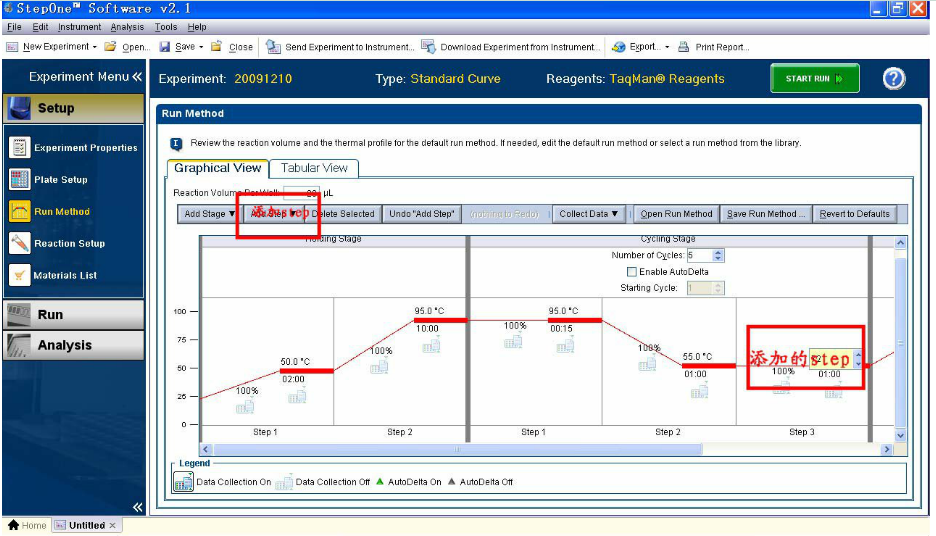 StepOne™ Software v2.1
File Edit Instrument Analysis Tools Help
New Experiment Open... Save Close Send Experiment to Instrument... Download Experiment from Instrument... Export... Print Report...
Experiment Menu «
Experiment: 20091210 Type: Standard Curve Reagents: TaqMan® Reagents START RUN
Setup
Run Method
Experiment Properties
Review the reaction volume and the thermal profile for the default run method. If needed, edit the default run method or select a run method from the library.
Graphical View Tabular View
Plate Setup
Reaction Volume Per Well: 20 µL
Run Method
Add Stage ▼ Add Step ▼ Delete Selected Undo "Add Step" (nothing to Redo) Collect Data ▼ Open Run Method Save Run Method ... Revert to Defaults
添加step
Reaction Setup
Holding Stage Cycling Stage
Number of Cycles: 5
Enable AutoDelta
Materials List
Starting Cycle: 1
Run
Analysis
100
75
50
25
0
50.0 °C
02:00
100%
95.0 °C
10:00
100%
95.0 °C
00:15
100%
55.0 °C
01:00
100%
添加的step
100%
01:00
Step 1 Step 2 Step 1 Step 2 Step 3
Legend
Data Collection On Data Collection Off AutoDelta On AutoDelta Off
«
Home Untitled ×